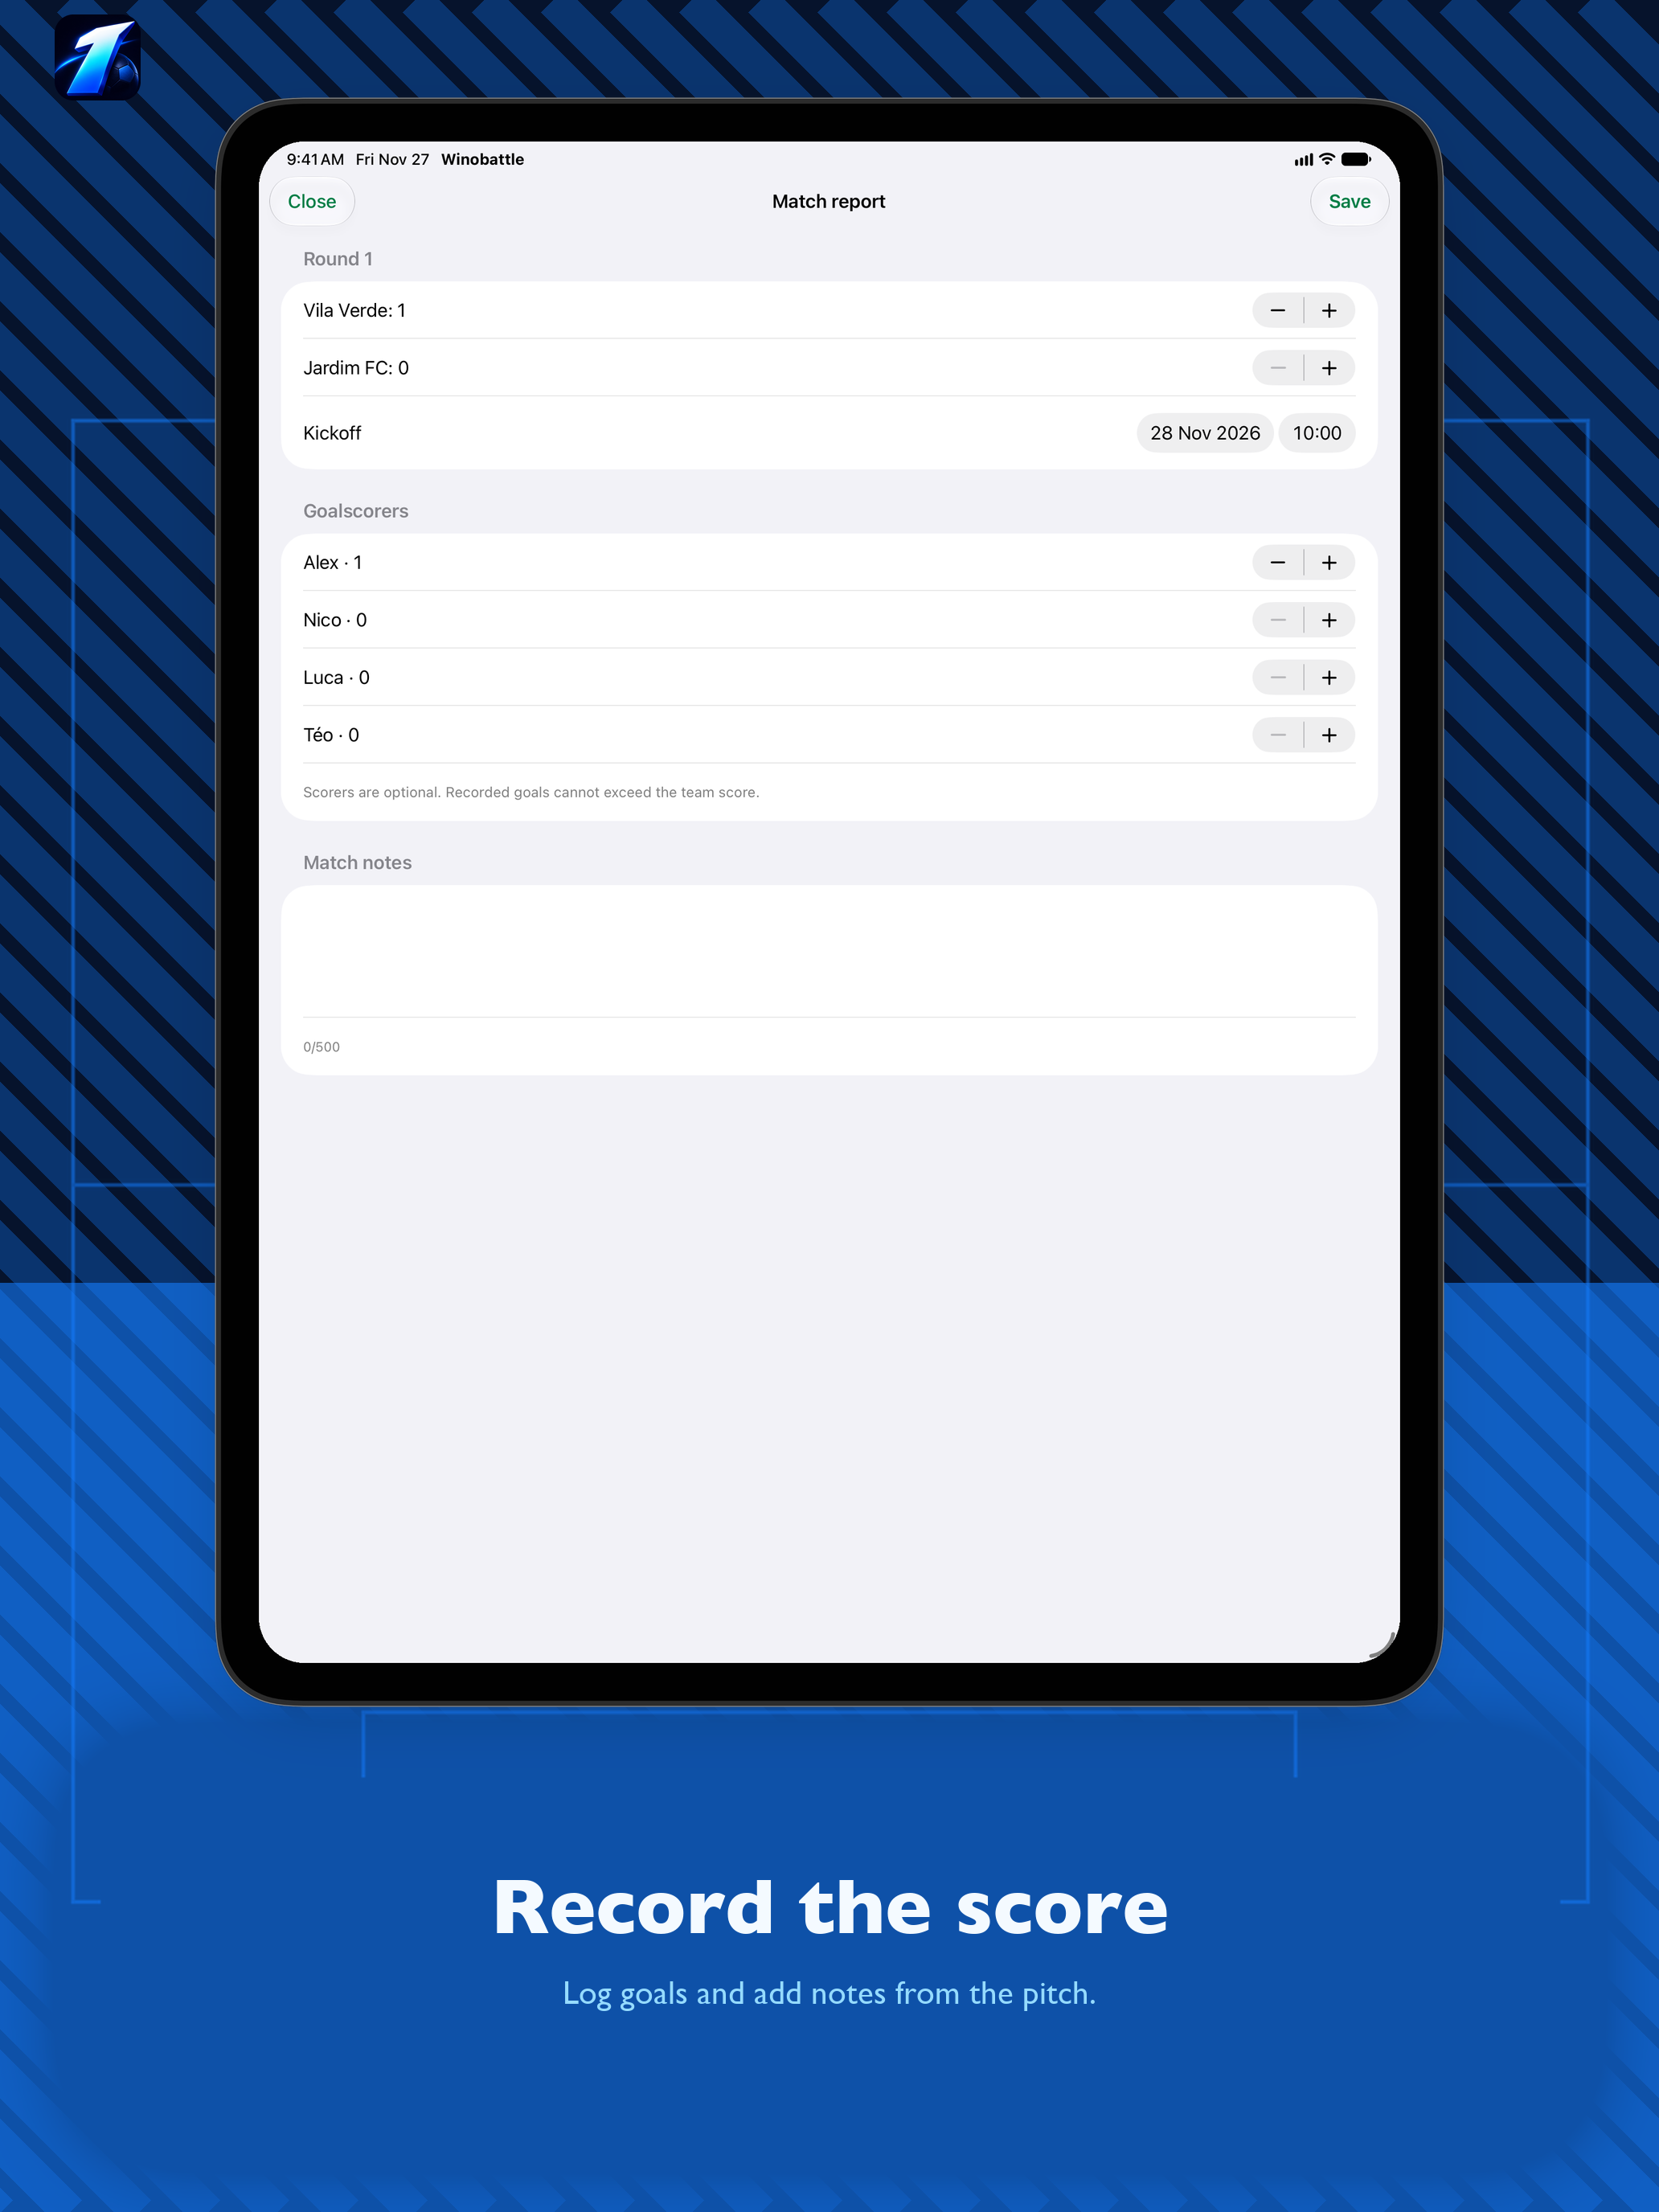 9:41 AM Fri Nov 27 Winobattle
Close Match report Save
Round 1
Vila Verde: 1 − +
Jardim FC: 0 − +
Kickoff 28 Nov 2026 10:00
Goalscorers
Alex · 1 − +
Nico · 0 − +
Luca · 0 − +
Téo · 0 − +
Scorers are optional. Recorded goals cannot exceed the team score.
Match notes
0/500
Record the score
Log goals and add notes from the pitch.